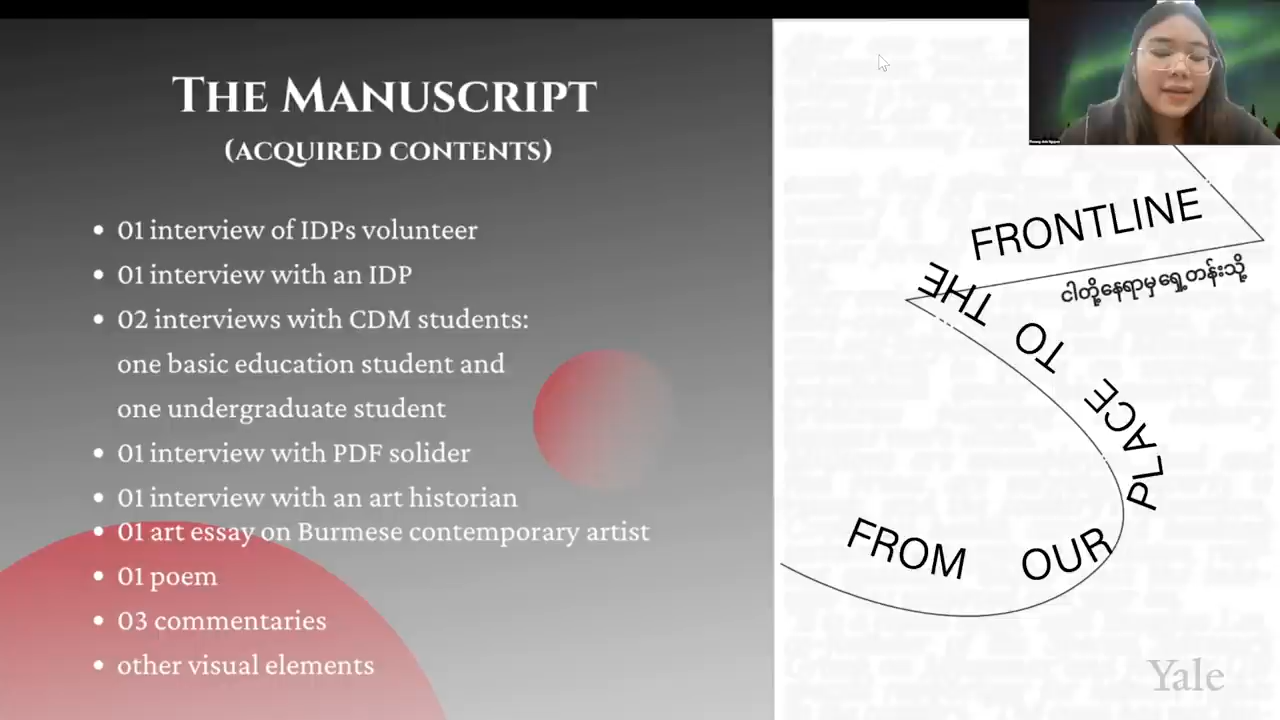 THE MANUSCRIPT
(ACQUIRED CONTENTS)
• 01 interview of IDPs volunteer
• 01 interview with an IDP
• 02 interviews with CDM students:
one basic education student and
one undergraduate student
• 01 interview with PDF solider
• 01 interview with an art historian
• 01 art essay on Burmese contemporary artist
• 01 poem
• 03 commentaries
• other visual elements
FROM OUR PLACE TO THE FRONTLINE
ငါတို့နေရာမှရှေ့တန်းသို့
Yale